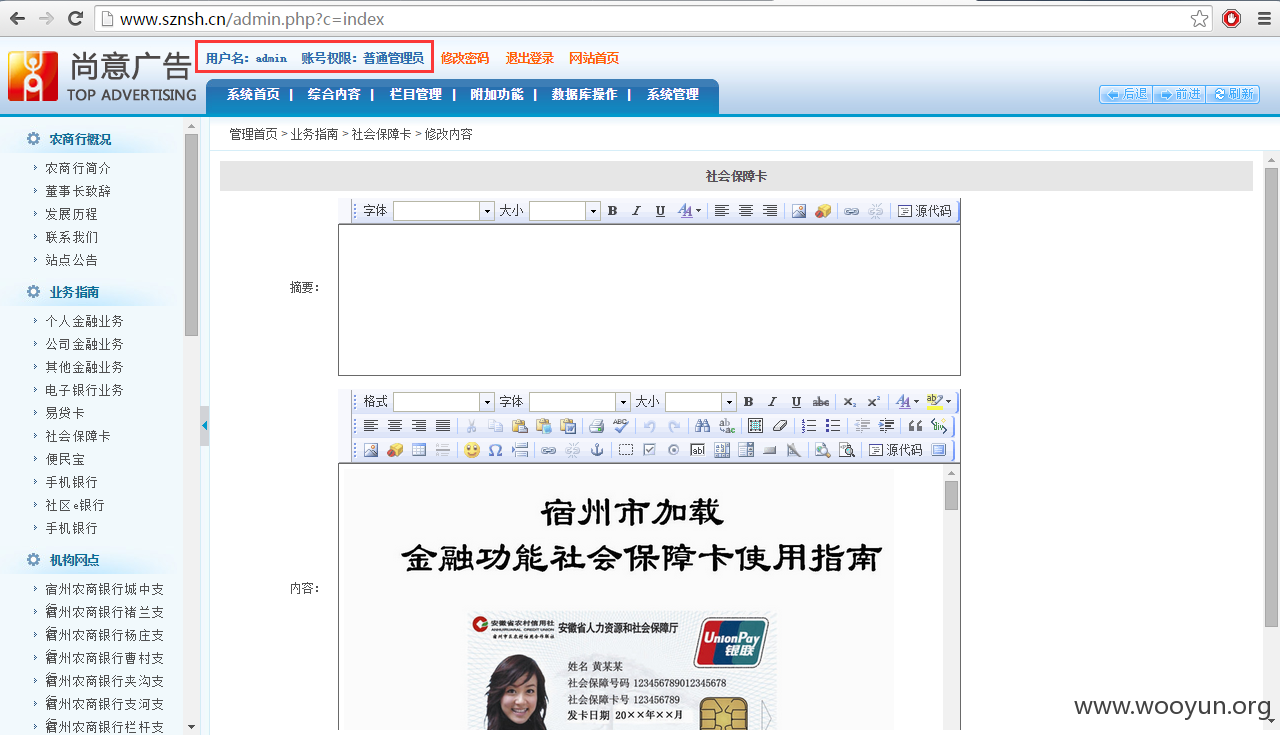 www.sznsh.cn/admin.php?c=index
尚意广告
TOP ADVERTISING
用户名：admin 账号权限：普通管理员 修改密码 退出登录 网站首页
系统首页 | 综合内容 | 栏目管理 | 附加功能 | 数据库操作 | 系统管理
后退 前进 刷新
农商行概况
农商行简介
董事长致辞
发展历程
联系我们
站点公告
业务指南
个人金融业务
公司金融业务
其他金融业务
电子银行业务
易贷卡
社会保障卡
便民宝
手机银行
社区e银行
手机银行
机构网点
宿州农商银行城中支
宿州农商银行褚兰支
宿州农商银行杨庄支
宿州农商银行曹村支
宿州农商银行夹沟支
宿州农商银行支河支
宿州农商银行栏杆支
管理首页 > 业务指南 > 社会保障卡 > 修改内容
社会保障卡
字体 大小 B I U A 源代码
摘要：
格式 字体 大小 B I U abc x₂ x² A ab
源代码
内容：
宿州市加载
金融功能社会保障卡使用指南
安徽省农村信用社
安徽省人力资源和社会保障厅
UnionPay
银联
姓名 黄某某
社会保障号码 123456789012345678
社会保障卡号 123456789
发卡日期 20××年××月
www.wooyun.org